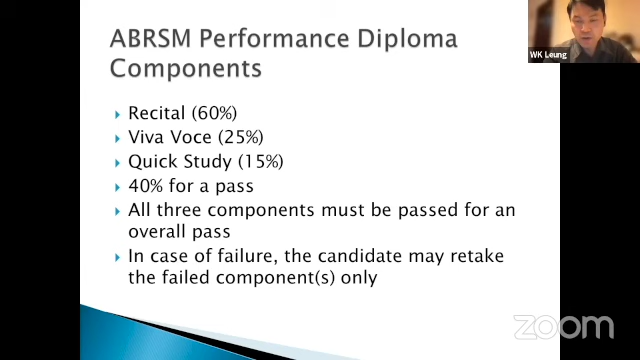 ABRSM Performance Diploma
Components
Recital (60%)
Viva Voce (25%)
Quick Study (15%)
40% for a pass
All three components must be passed for an
overall pass
In case of failure, the candidate may retake
the failed component(s) only
WK Leung
zoom